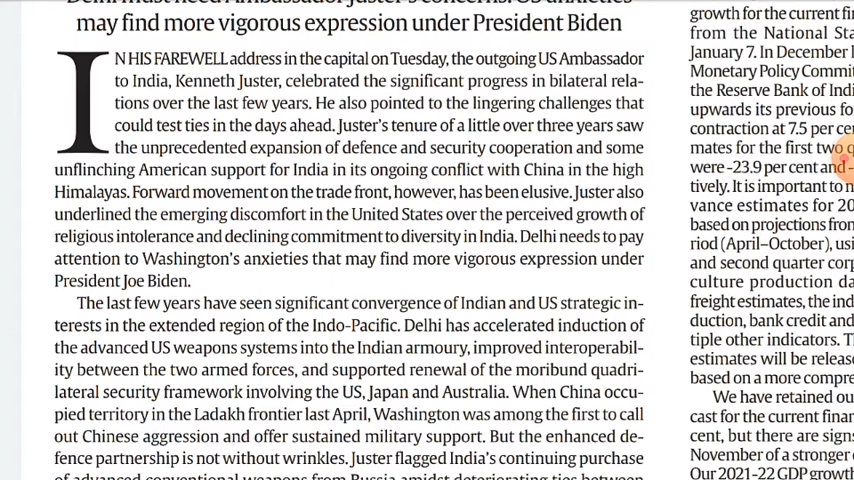 may find more vigorous expression under President Biden
IN HIS FAREWELL address in the capital on Tuesday, the outgoing US Ambassador
to India, Kenneth Juster, celebrated the significant progress in bilateral rela-
tions over the last few years. He also pointed to the lingering challenges that
could test ties in the days ahead. Juster's tenure of a little over three years saw
the unprecedented expansion of defence and security cooperation and some
unflinching American support for India in its ongoing conflict with China in the high
Himalayas. Forward movement on the trade front, however, has been elusive. Juster also
underlined the emerging discomfort in the United States over the perceived growth of
religious intolerance and declining commitment to diversity in India. Delhi needs to pay
attention to Washington's anxieties that may find more vigorous expression under
President Joe Biden.
The last few years have seen significant convergence of Indian and US strategic in-
terests in the extended region of the Indo-Pacific. Delhi has accelerated induction of
the advanced US weapons systems into the Indian armoury, improved interoperabil-
ity between the two armed forces, and supported renewal of the moribund quadri-
lateral security framework involving the US, Japan and Australia. When China occu-
pied territory in the Ladakh frontier last April, Washington was among the first to call
out Chinese aggression and offer sustained military support. But the enhanced de-
fence partnership is not without wrinkles. Juster flagged India's continuing purchase
of advanced conventional weapons from Russia amidst deteriorating ties between
growth for the current
from the National
January 7. In December
Monetary Policy
the Reserve Bank of
upwards its previous
contraction at 7.5 per
mates for the first two
were -23.9 per cent and
tively. It is important to
vance estimates for
based on projections
riod (April–October),
and second quarter
culture production
freight estimates, the
duction, bank credit and
tiple other indicators.
estimates will be
based on a more
We have retained
cast for the current
cent, but there are
November of a stronger
Our 2021-22 GDP growth